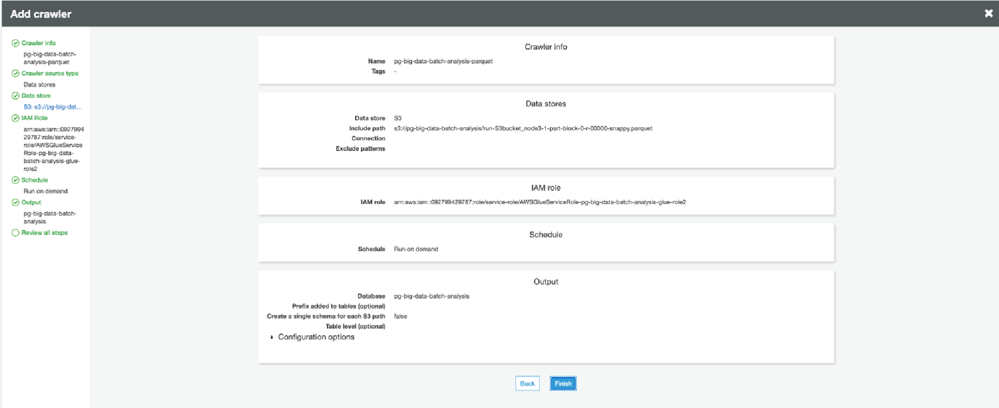 Add crawler
Crawler info
pg-big-data-batch-
analysis-parquet
Crawler source type
Data stores
Data store
S3: s3://pg-big-dat...
IAM Role
arn:aws:iam::0927994
29787:role/service-
role/AWSGlueService
Role-pg-big-data-
batch-analysis-glue-
role2
Schedule
Run on demand
Output
pg-big-data-batch-
analysis
Review all steps
Crawler info
Name pg-big-data-batch-analysis-parquet
Tags -
Data stores
Data store S3
Include path s3://pg-big-data-batch-analysis/run-S3bucket_node3-1-part-block-0-r-00000-snappy.parquet
Connection
Exclude patterns
IAM role
IAM role arn:aws:iam::092799429787:role/service-role/AWSGlueServiceRole-pg-big-data-batch-analysis-glue-role2
Schedule
Schedule Run on demand
Output
Database pg-big-data-batch-analysis
Prefix added to tables (optional)
Create a single schema for each S3 path false
Table level (optional)
Configuration options
Back Finish